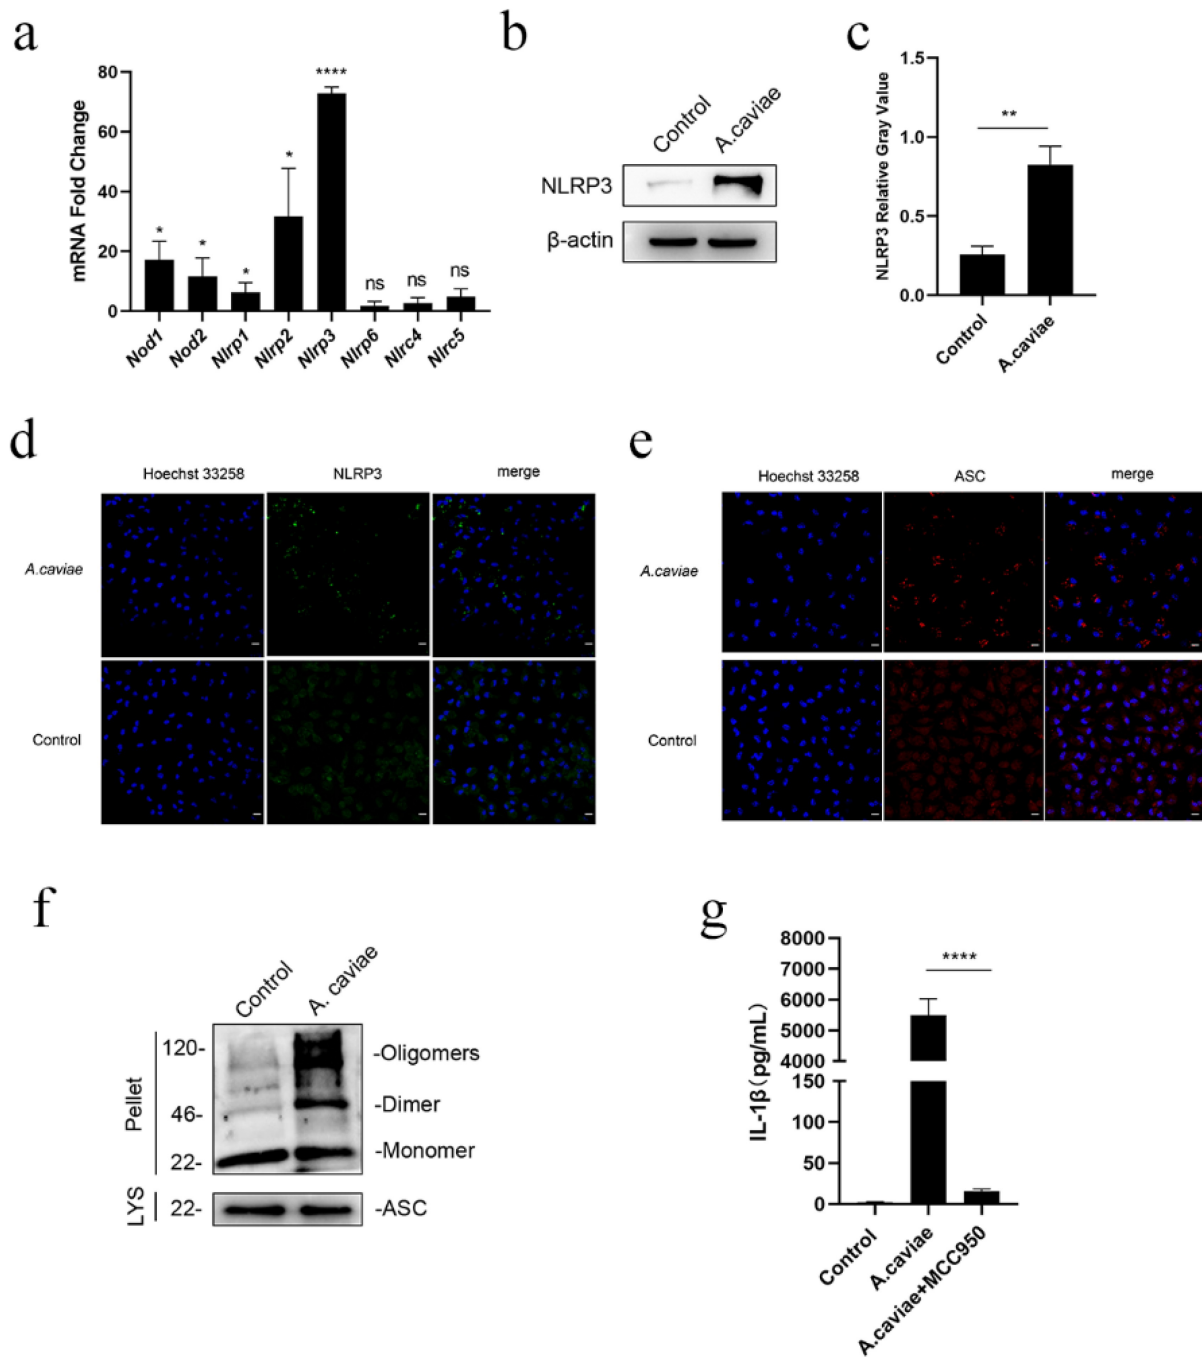 a
mRNA Fold Change
80
60
40
20
0
*
*
*
*
****
ns
ns
ns
Nod1
Nod2
Nlrp1
Nlrp2
Nlrp3
Nlrp6
Nlrc4
Nlrc5
b
Control
A.caviae
NLRP3
β-actin
c
NLRP3 Relative Gray Value
1.5
1.0
0.5
0.0
**
Control
A.caviae
d
Hoechst 33258
NLRP3
merge
A.caviae
Control
e
Hoechst 33258
ASC
merge
A.caviae
Control
f
Control
A. caviae
Pellet
120-
46-
22-
-Oligomers
-Dimer
-Monomer
LYS
22-
-ASC
g
IL-1β(pg/mL)
8000
7000
6000
5000
4000
150
100
50
0
****
Control
A.caviae
A.caviae+MCC950